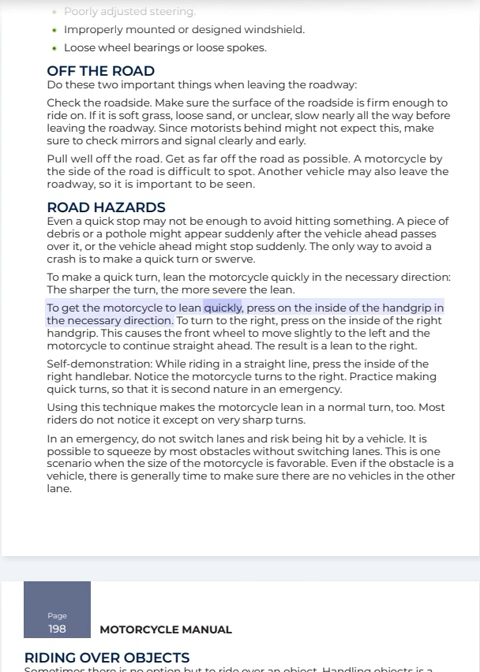 Poorly adjusted steering.
Improperly mounted or designed windshield.
Loose wheel bearings or loose spokes.
OFF THE ROAD
Do these two important things when leaving the roadway:
Check the roadside. Make sure the surface of the roadside is firm enough to
ride on. If it is soft grass, loose sand, or unclear, slow nearly all the way before
leaving the roadway. Since motorists behind might not expect this, make
sure to check mirrors and signal clearly and early.
Pull well off the road. Get as far off the road as possible. A motorcycle by
the side of the road is difficult to spot. Another vehicle may also leave the
roadway, so it is important to be seen.
ROAD HAZARDS
Even a quick stop may not be enough to avoid hitting something. A piece of
debris or a pothole might appear suddenly after the vehicle ahead passes
over it, or the vehicle ahead might stop suddenly. The only way to avoid a
crash is to make a quick turn or swerve.
To make a quick turn, lean the motorcycle quickly in the necessary direction:
The sharper the turn, the more severe the lean.
To get the motorcycle to lean quickly, press on the inside of the handgrip in
the necessary direction. To turn to the right, press on the inside of the right
handgrip. This causes the front wheel to move slightly to the left and the
motorcycle to continue straight ahead. The result is a lean to the right.
Self-demonstration: While riding in a straight line, press the inside of the
right handlebar. Notice the motorcycle turns to the right. Practice making
quick turns, so that it is second nature in an emergency.
Using this technique makes the motorcycle lean in a normal turn, too. Most
riders do not notice it except on very sharp turns.
In an emergency, do not switch lanes and risk being hit by a vehicle. It is
possible to squeeze by most obstacles without switching lanes. This is one
scenario when the size of the motorcycle is favorable. Even if the obstacle is a
vehicle, there is generally time to make sure there are no vehicles in the other
lane.
Page
198 MOTORCYCLE MANUAL
RIDING OVER OBJECTS
Sometimes there is no option but to ride over an object. Handling objects is a